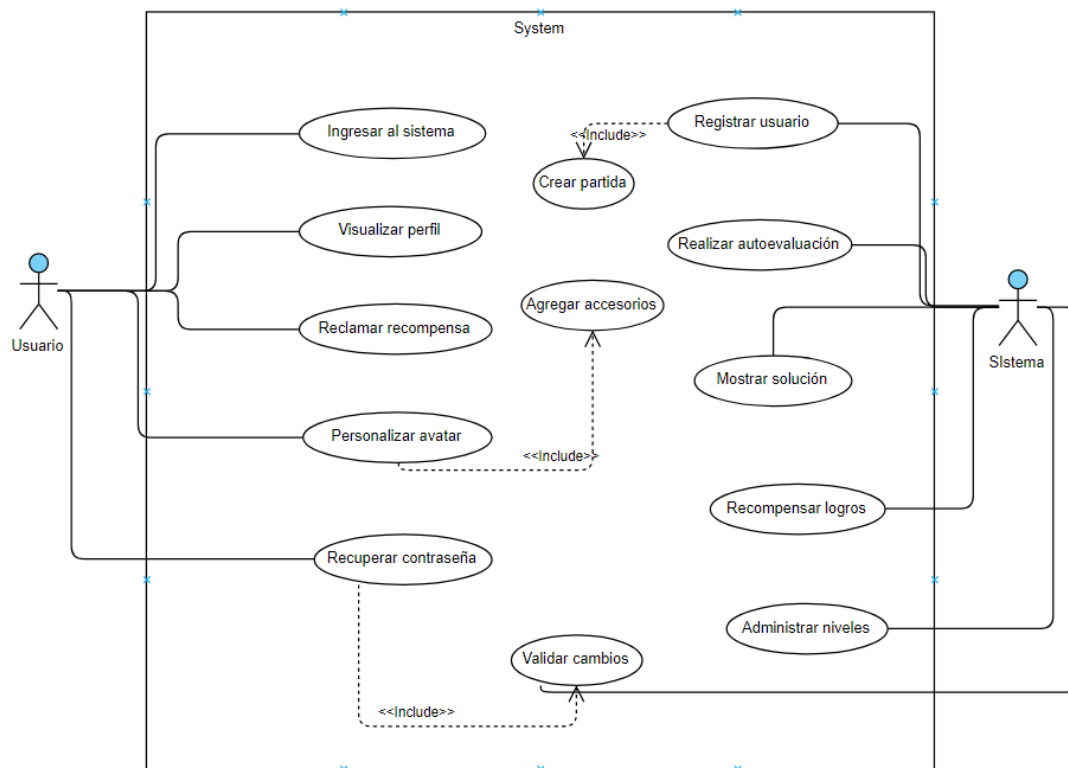 System
Ingresar al sistema
Registrar usuario
<<Include>>
Crear partida
Visualizar perfil
Realizar autoevaluación
Agregar accesorios
Reclamar recompensa
Usuario
SIstema
Mostrar solución
Personalizar avatar
<<Include>>
Recompensar logros
Recuperar contraseña
Administrar niveles
Validar cambios
<<Include>>